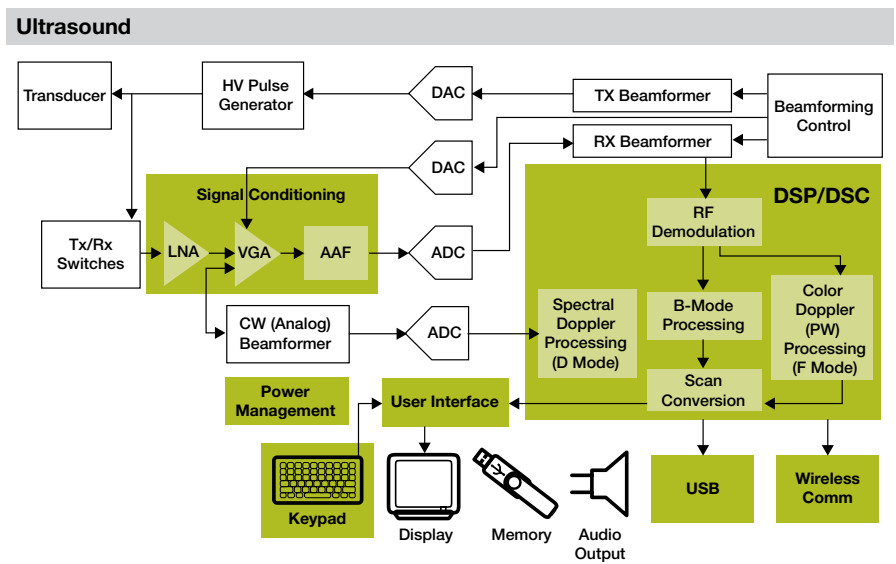 Ultrasound
Transducer
HV Pulse
Generator
DAC
TX Beamformer
Beamforming
Control
RX Beamformer
DAC
Signal Conditioning
DSP/DSC
RF
Demodulation
Tx/Rx
Switches
LNA
VGA
AAF
ADC
CW (Analog)
Beamformer
ADC
Spectral
Doppler
Processing
(D Mode)
B-Mode
Processing
Color
Doppler
(PW)
Processing
(F Mode)
Scan
Conversion
Power
Management
User Interface
Keypad
Display
Memory
Audio
Output
USB
Wireless
Comm